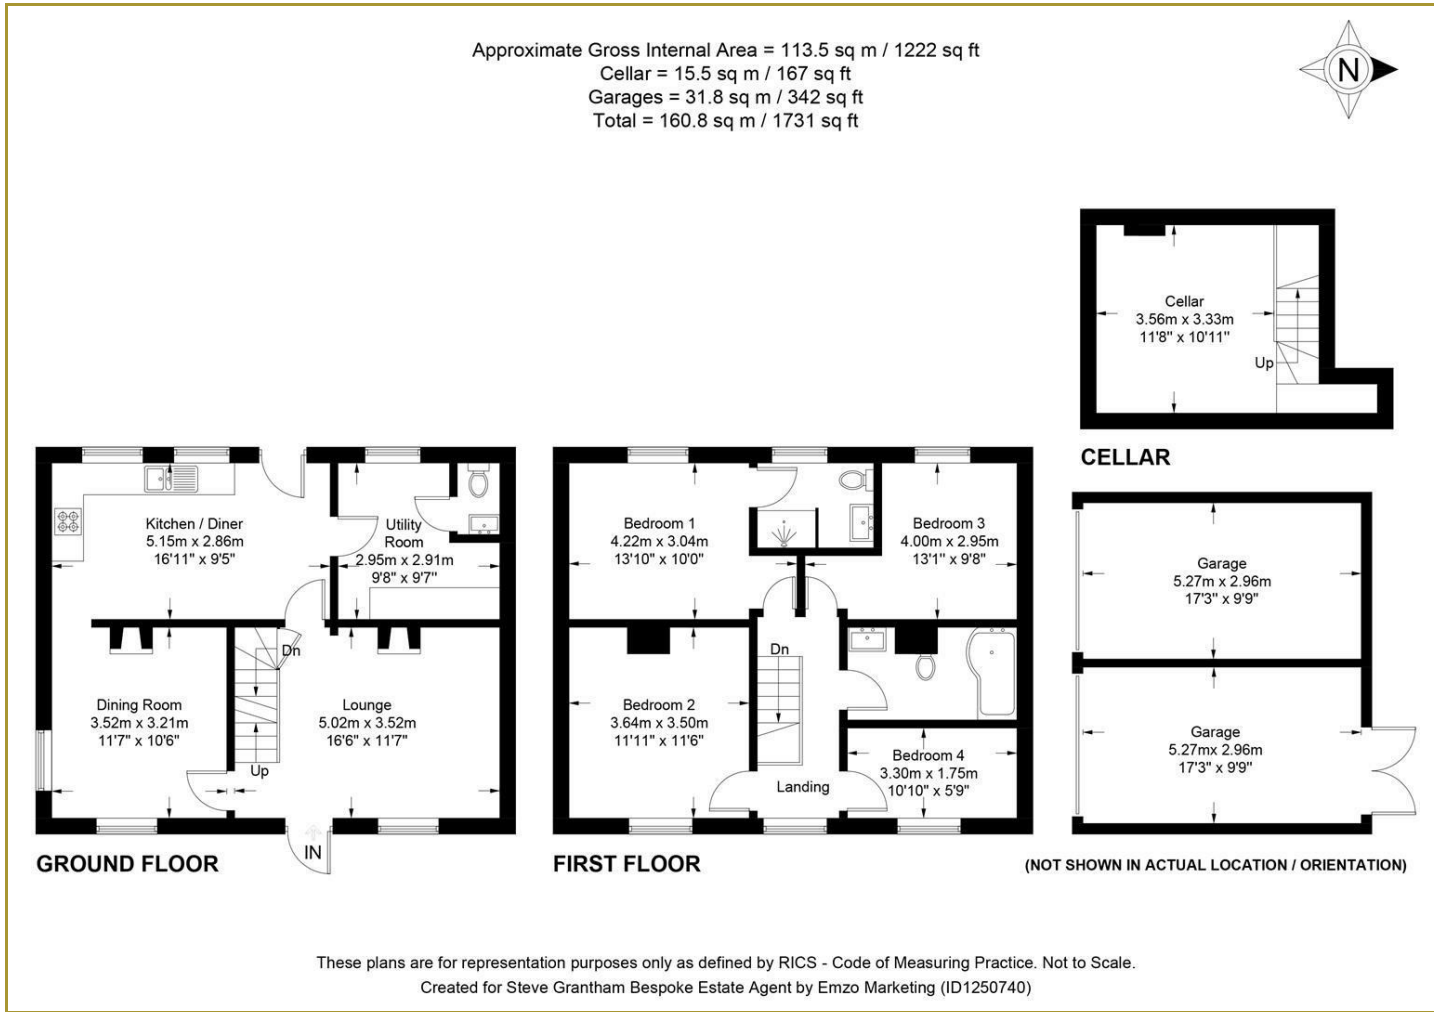 Approximate Gross Internal Area = 113.5 sq m / 1222 sq ft
Cellar = 15.5 sq m / 167 sq ft
Garages = 31.8 sq m / 342 sq ft
Total = 160.8 sq m / 1731 sq ft
N
Cellar
3.56m x 3.33m
11'8" x 10'11"
Up
CELLAR
Kitchen / Diner
5.15m x 2.86m
16'11" x 9'5"
Utility
Room
2.95m x 2.91m
9'8" x 9'7"
Dn
Dining Room
3.52m x 3.21m
11'7" x 10'6"
Lounge
5.02m x 3.52m
16'6" x 11'7"
Up
IN
GROUND FLOOR
Bedroom 1
4.22m x 3.04m
13'10" x 10'0"
Bedroom 3
4.00m x 2.95m
13'1" x 9'8"
Dn
Bedroom 2
3.64m x 3.50m
11'11" x 11'6"
Bedroom 4
3.30m x 1.75m
10'10" x 5'9"
Landing
FIRST FLOOR
Garage
5.27m x 2.96m
17'3" x 9'9"
Garage
5.27mx 2.96m
17'3" x 9'9"
(NOT SHOWN IN ACTUAL LOCATION / ORIENTATION)
These plans are for representation purposes only as defined by RICS - Code of Measuring Practice. Not to Scale.
Created for Steve Grantham Bespoke Estate Agent by Emzo Marketing (ID1250740)